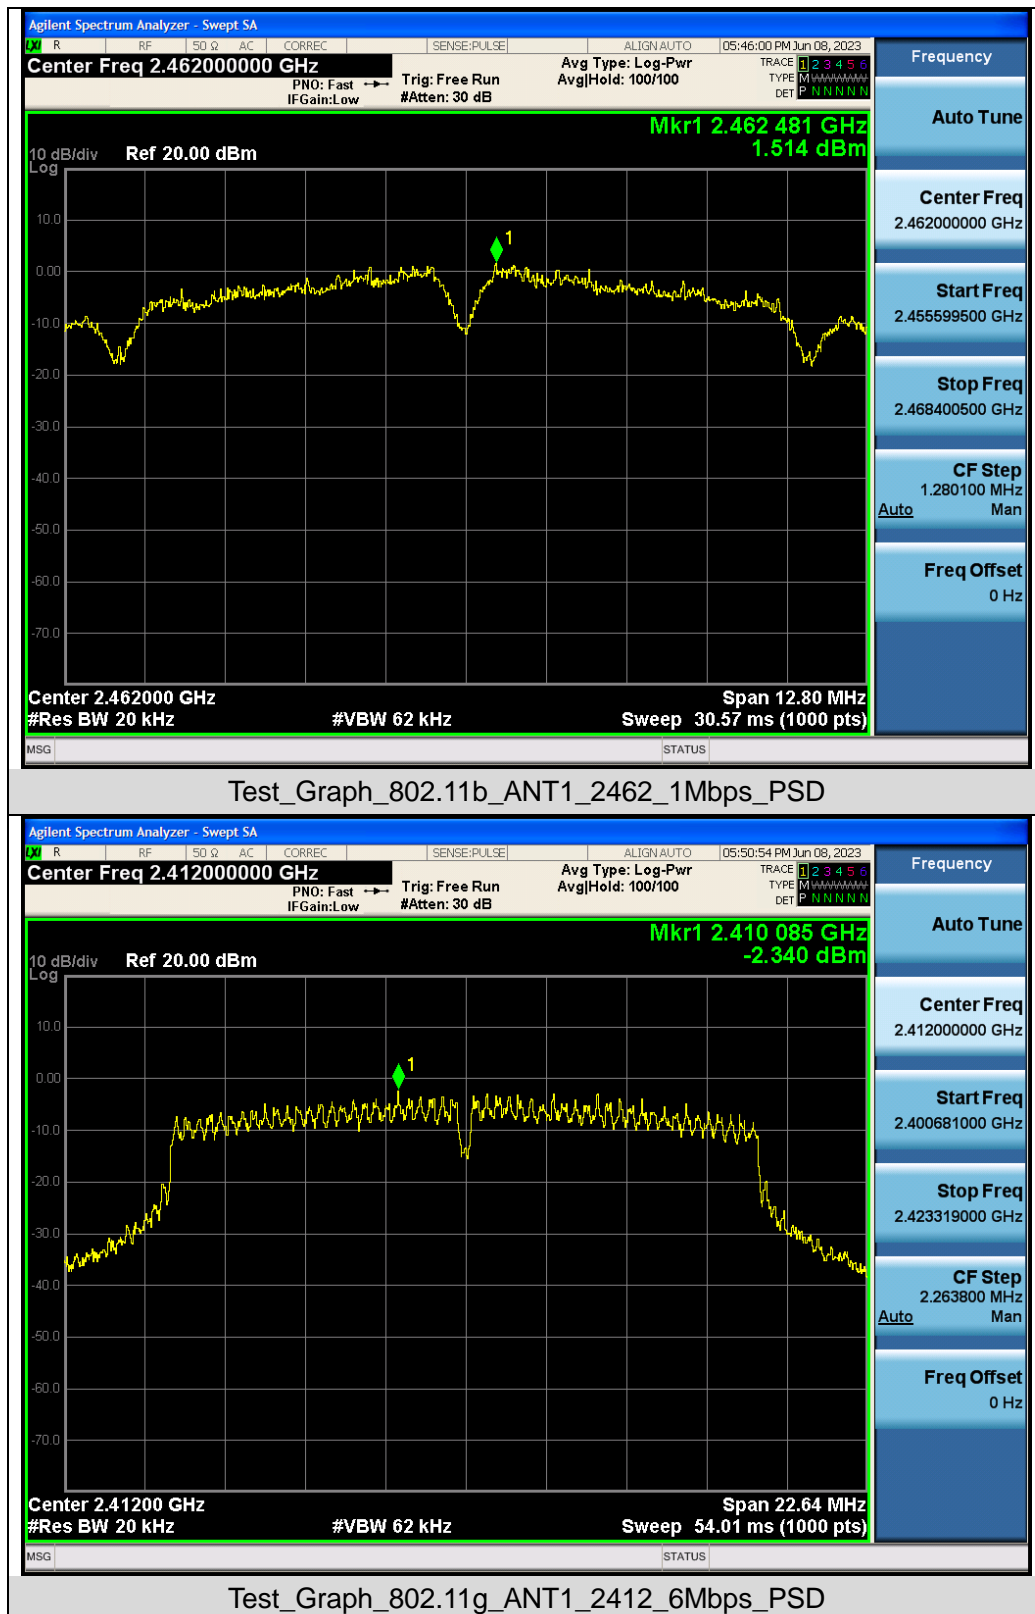 Agilent Spectrum Analyzer - Swept SA
LXI R RF 50 Ω AC CORREC SENSE:PULSE ALIGN AUTO 05:46:00 PM Jun 08, 2023
Center Freq 2.462000000 GHz
PNO: Fast
IFGain:Low
Trig: Free Run
#Atten: 30 dB
Avg Type: Log-Pwr
Avg|Hold: 100/100
TRACE 1 2 3 4 5 6
TYPE M WWWWW
DET P N N N N N
Mkr1 2.462 481 GHz
1.514 dBm
10 dB/div Ref 20.00 dBm
Log
10.0
0.00
-10.0
-20.0
-30.0
-40.0
-50.0
-60.0
-70.0
1
Center 2.462000 GHz Span 12.80 MHz
#Res BW 20 kHz #VBW 62 kHz Sweep 30.57 ms (1000 pts)
MSG STATUS
Frequency
Auto Tune
Center Freq
2.462000000 GHz
Start Freq
2.455599500 GHz
Stop Freq
2.468400500 GHz
CF Step
1.280100 MHz
Auto Man
Freq Offset
0 Hz
Test_Graph_802.11b_ANT1_2462_1Mbps_PSD
Agilent Spectrum Analyzer - Swept SA
LXI R RF 50 Ω AC CORREC SENSE:PULSE ALIGN AUTO 05:50:54 PM Jun 08, 2023
Center Freq 2.412000000 GHz
PNO: Fast
IFGain:Low
Trig: Free Run
#Atten: 30 dB
Avg Type: Log-Pwr
Avg|Hold: 100/100
TRACE 1 2 3 4 5 6
TYPE M WWWWW
DET P N N N N N
Mkr1 2.410 085 GHz
-2.340 dBm
10 dB/div Ref 20.00 dBm
Log
10.0
0.00
-10.0
-20.0
-30.0
-40.0
-50.0
-60.0
-70.0
1
Center 2.41200 GHz Span 22.64 MHz
#Res BW 20 kHz #VBW 62 kHz Sweep 54.01 ms (1000 pts)
MSG STATUS
Frequency
Auto Tune
Center Freq
2.412000000 GHz
Start Freq
2.400681000 GHz
Stop Freq
2.423319000 GHz
CF Step
2.263800 MHz
Auto Man
Freq Offset
0 Hz
Test_Graph_802.11g_ANT1_2412_6Mbps_PSD